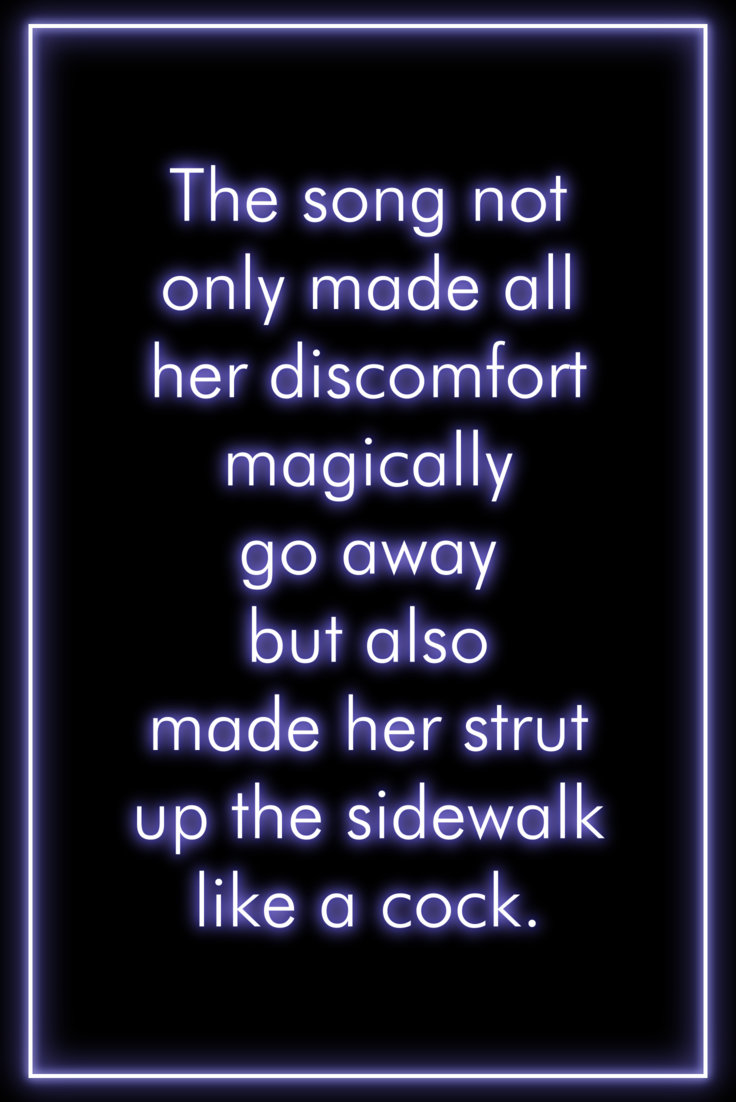 The song not
only made all
her discomfort
magically
go away
but also
made her strut
up the sidewalk
like a cock.